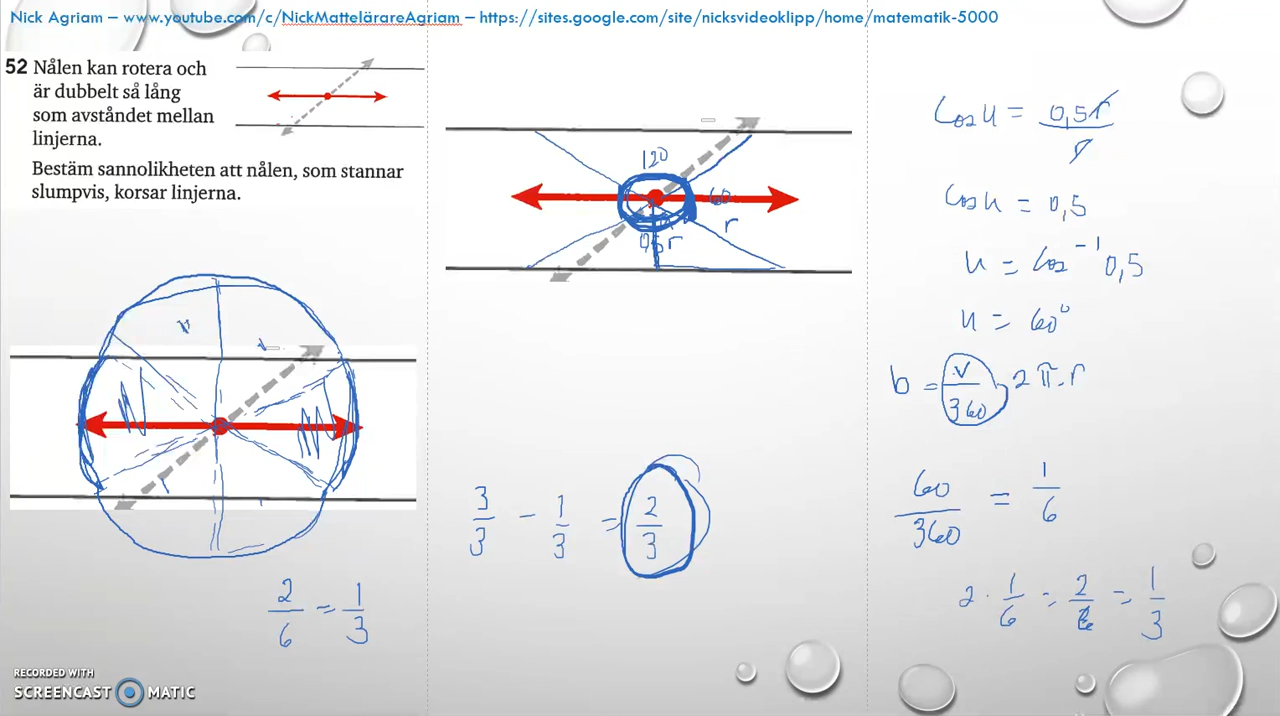 Nick Agriam – www.youtube.com/c/NickMattelärareAgriam – https://sites.google.com/site/nicksvideoklipp/home/matematik-5000
52 Nålen kan rotera och
är dubbelt så lång
som avståndet mellan
linjerna.
Bestäm sannolikheten att nålen, som stannar
slumpvis, korsar linjerna.
2/6 = 1/3
RECORDED WITH
SCREENCAST MATIC
120
60
r
0,5 r
3/3 - 1/3 = 2/3
Cos u = 0,5r/r
Cos u = 0,5
u = Cos⁻¹ 0,5
u = 60°
b = v/360 · 2 π · r
60/360 = 1/6
2 · 1/6 = 2/6 = 1/3